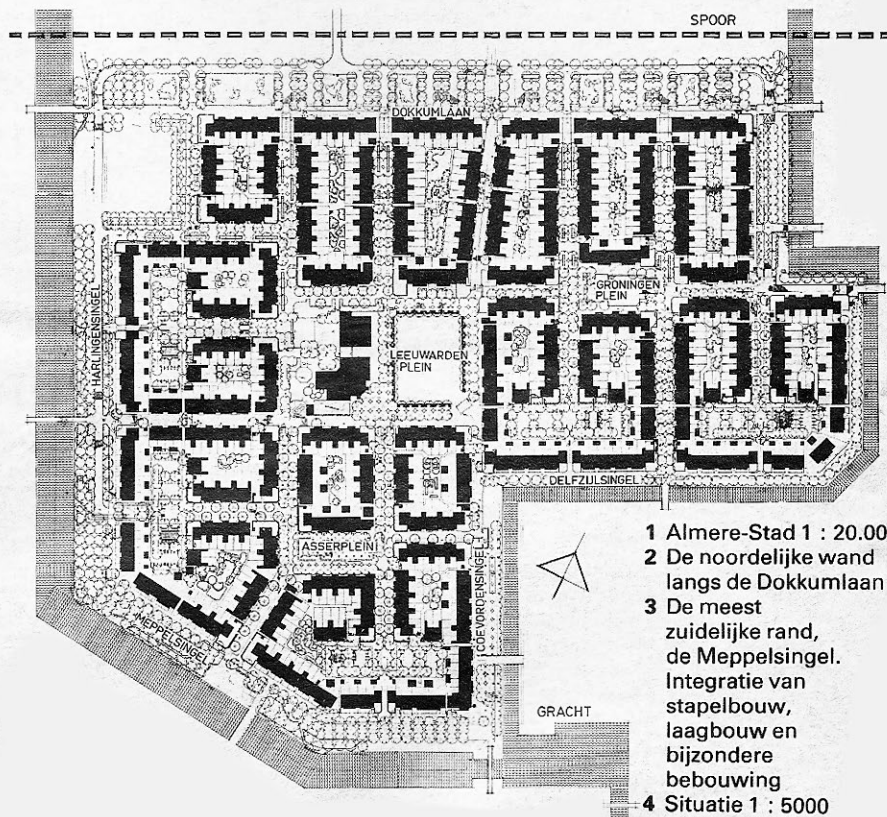 SPOOR
DOKKUMLAAN
GRONINGEN
PLEIN
HARLINGENSINGEL
LEEUWARDEN
PLEIN
DELFZIJLSINGEL
ASSERPLEIN
COEVORDENSINGEL
MEPPELSINGEL
GRACHT
1 Almere-Stad 1 : 20.00
2 De noordelijke wand
langs de Dokkumlaan
3 De meest
zuidelijke rand,
de Meppelsingel.
Integratie van
stapelbouw,
laagbouw en
bijzondere
bebouwing
4 Situatie 1 : 5000